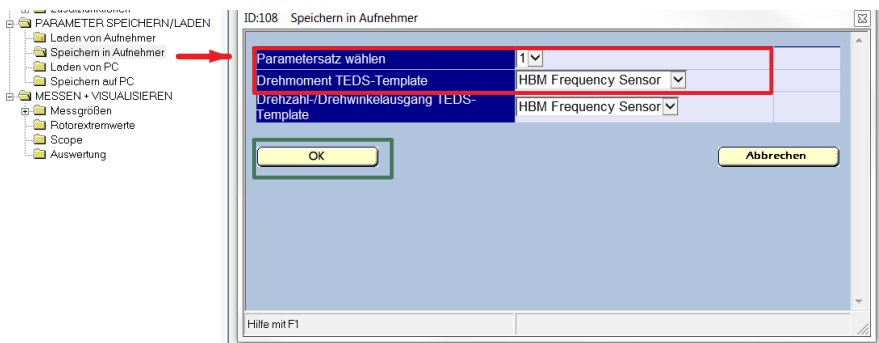 Zusatzfunktionen
PARAMETER SPEICHERN/LADEN
Laden von Aufnehmer
Speichern in Aufnehmer
Laden von PC
Speichern auf PC
MESSEN + VISUALISIEREN
Messgrößen
Rotorextremwerte
Scope
Auswertung
ID:108 Speichern in Aufnehmer
Parametersatz wählen 1
Drehmoment TEDS-Template HBM Frequency Sensor
Drehzahl-/Drehwinkelausgang TEDS-
Template HBM Frequency Sensor
OK Abbrechen
Hilfe mit F1